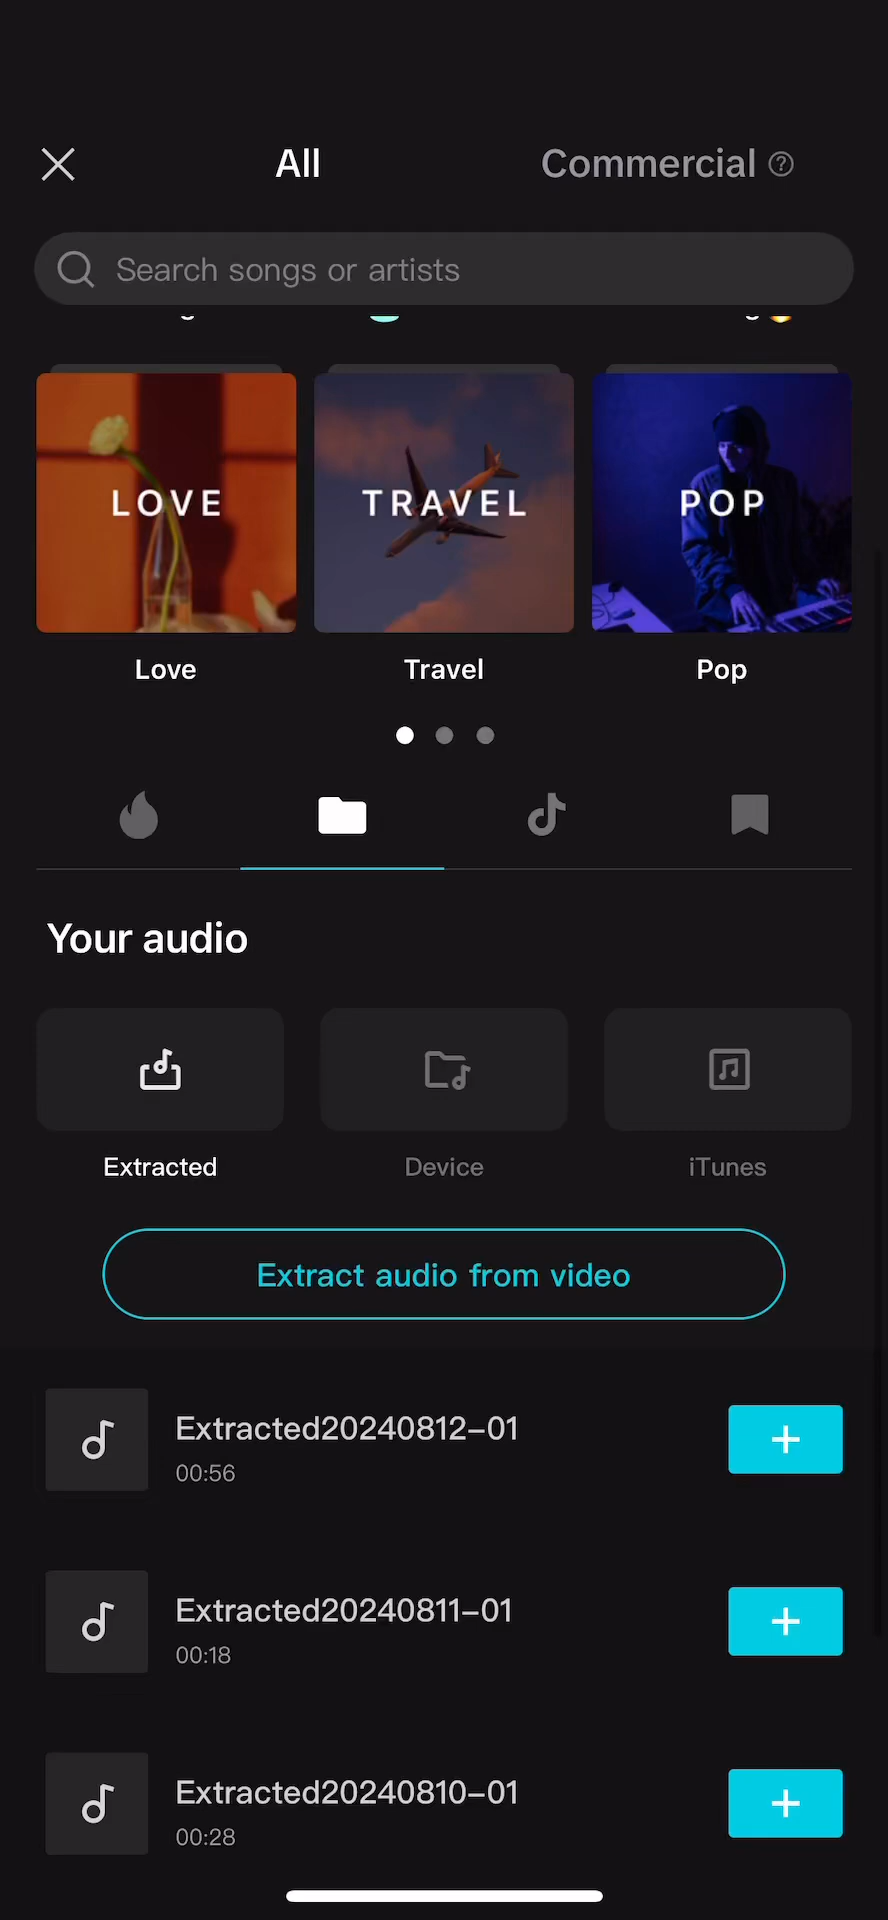 All
Commercial
Search songs or artists
LOVE
TRAVEL
POP
Love
Travel
Pop
Your audio
Extracted
Device
iTunes
Extract audio from video
Extracted20240812-01
00:56
Extracted20240811-01
00:18
Extracted20240810-01
00:28